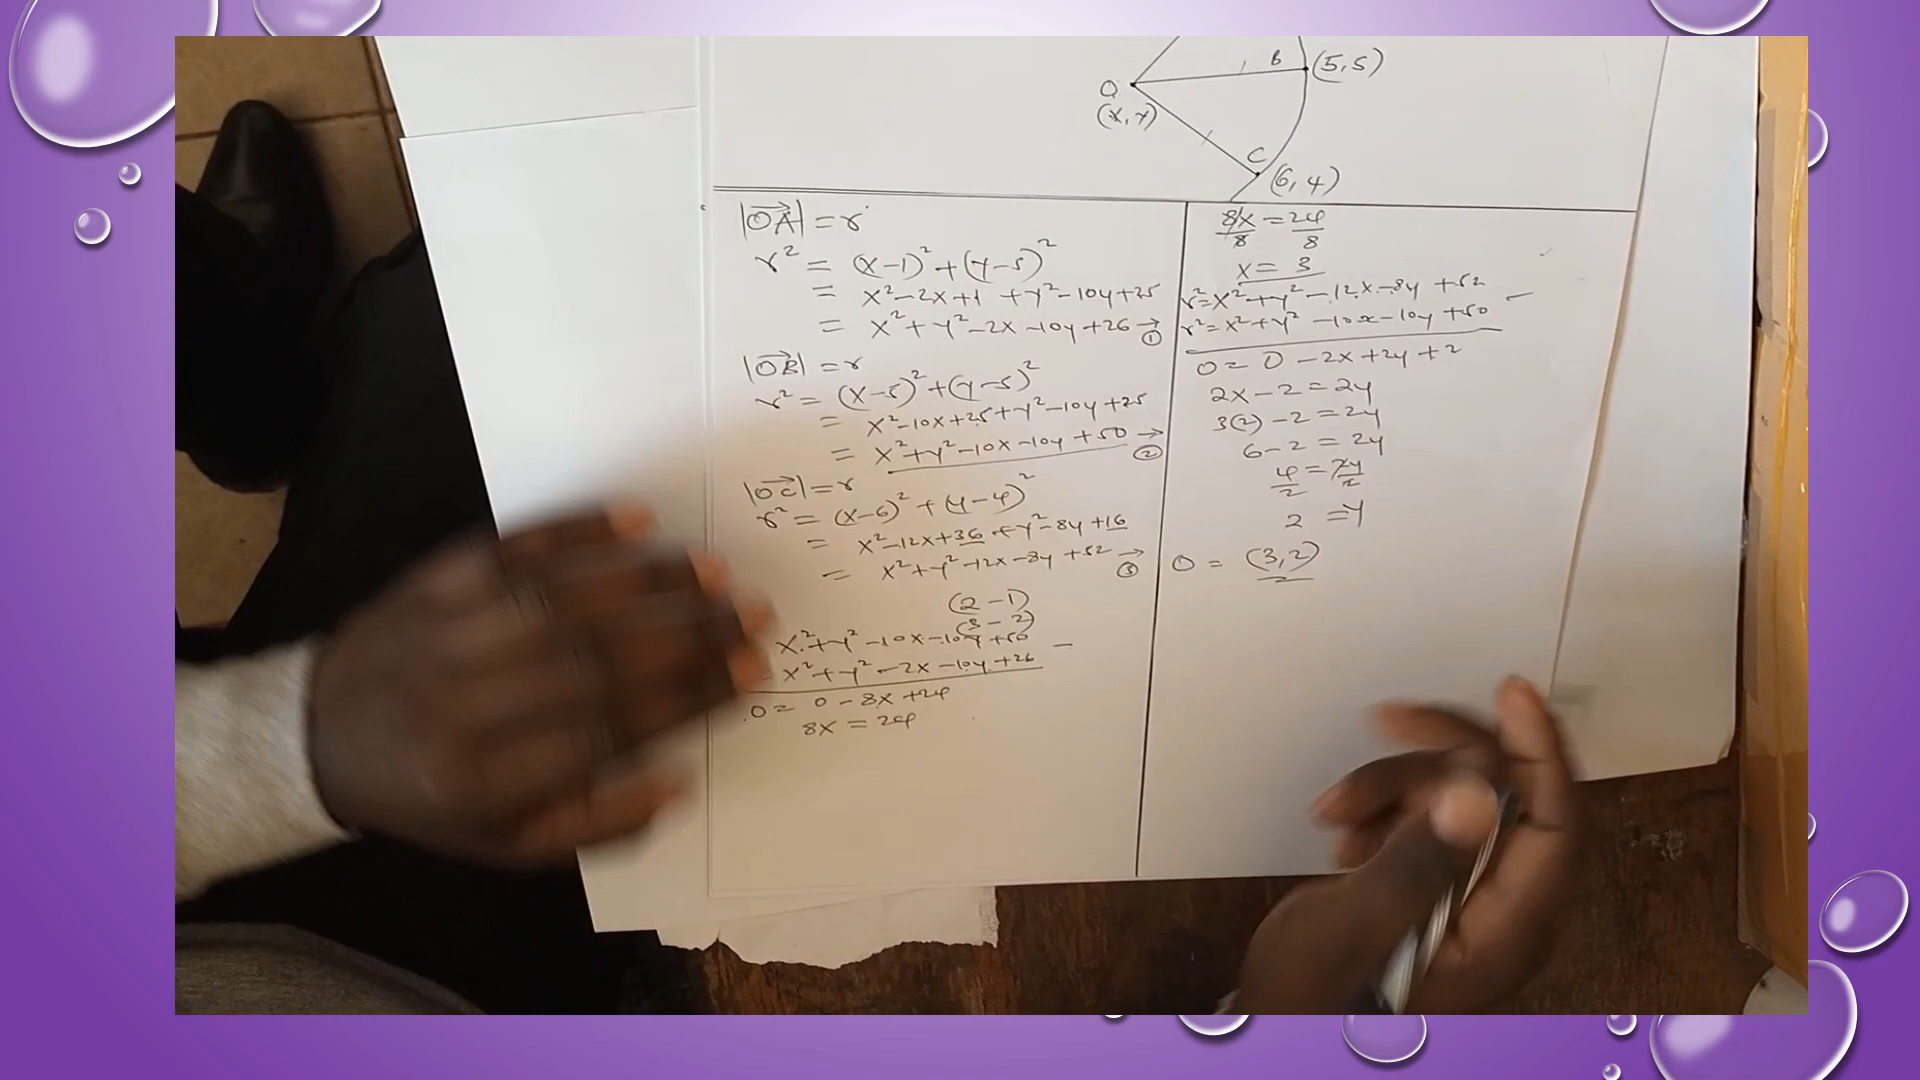 B (5,5)
O
(x,y)
C
(6,4)
|OA| = r
r² = (x-1)² + (y-5)²
= x²-2x+1 + y²-10y+25
= x²+y²-2x-10y+26 → ①
|OB| = r
r² = (x-5)² + (y-5)²
= x²-10x+25+y²-10y+25
= x²+y²-10x-10y+50 → ②
|OC| = r
r² = (x-6)² + (y-4)²
= x²-12x+36+y²-8y+16
= x²+y²-12x-8y+52 → ③
(2-1)
(3-2)
x²+y²-10x-10y+50 -
x²+y²-2x-10y+26
0 = 0-8x+24
8x = 24
8x/8 = 24/8
x = 3
r²=x²+y²-12x-8y+52 -
r²=x²+y²-10x-10y+50
0 = 0-2x+2y+2
2x-2 = 2y
3(2)-2 = 2y
6-2 = 2y
4/2 = 2y/2
2 = y
O = (3,2)